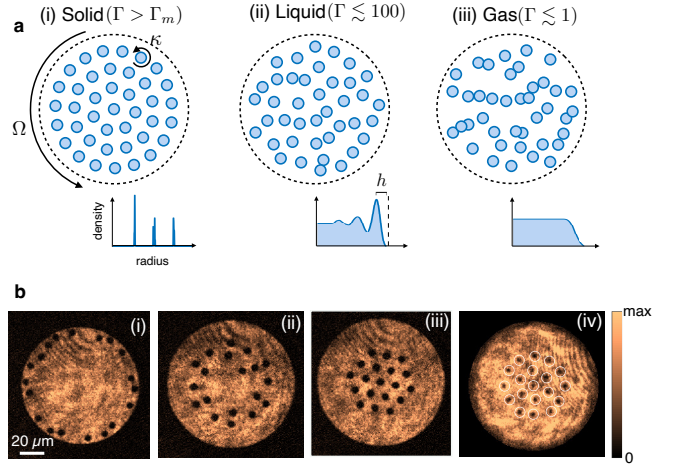 (i) Solid(Γ > Γₘ) (ii) Liquid(Γ ≲ 100) (iii) Gas(Γ ≲ 1)
a
κ
Ω
h
density
radius
b
(i) (ii) (iii) (iv)
max
20 µm
0